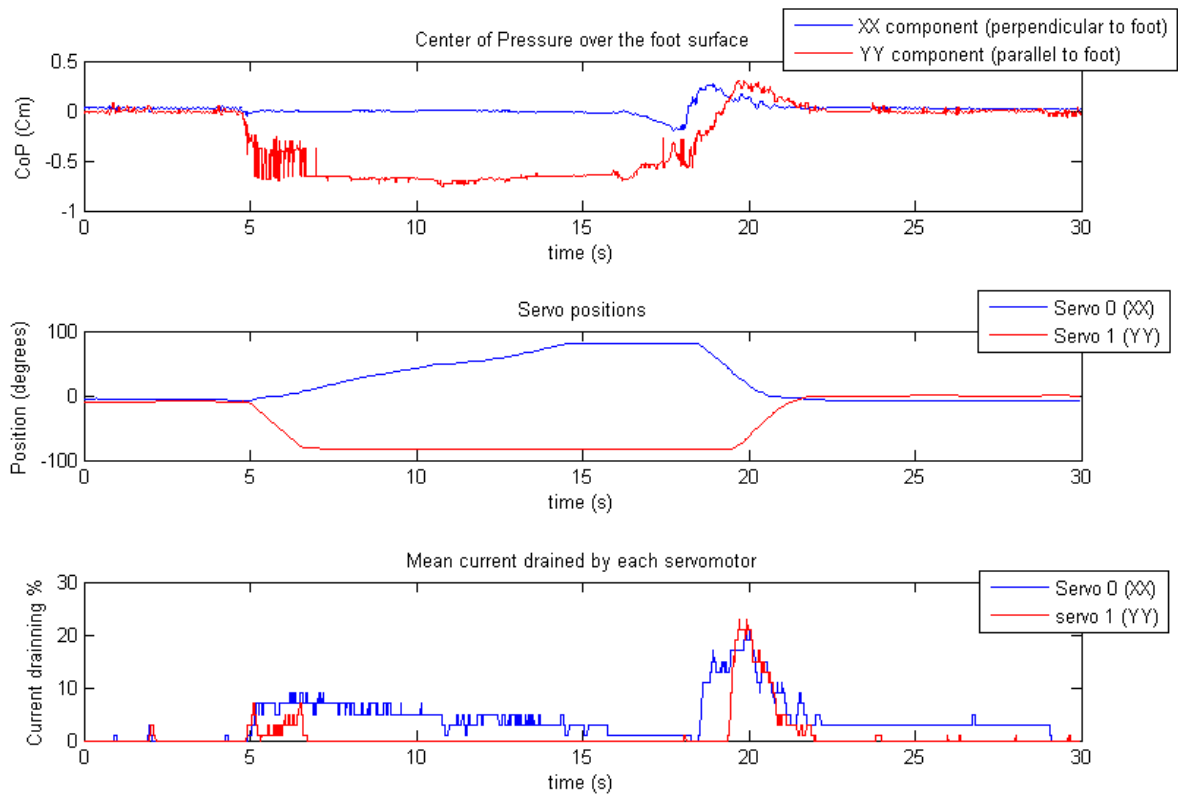 Center of Pressure over the foot surface
XX component (perpendicular to foot)
YY component (parallel to foot)
CoP (Cm)
0.5
0
-0.5
-1
0 5 10 15 20 25 30
time (s)
Servo positions
Servo 0 (XX)
Servo 1 (YY)
Position (degrees)
100
0
-100
0 5 10 15 20 25 30
time (s)
Mean current drained by each servomotor
Servo 0 (XX)
servo 1 (YY)
Current drainning %
30
20
10
0
0 5 10 15 20 25 30
time (s)